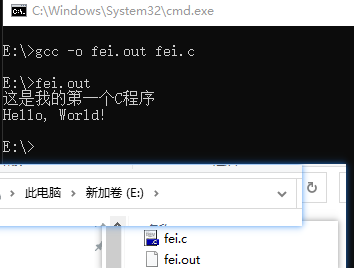 C:\Windows\System32\cmd.exe
E:\>gcc -o fei.out fei.c
E:\>fei.out
这是我的第一个C程序
Hello, World!
E:\>
此电脑 > 新加卷 (E:) >
fei.c
fei.out